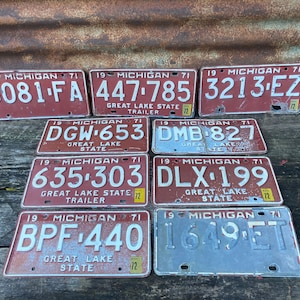 MICHIGAN 71
081·FA
19 MICHIGAN 71
447·785
GREAT LAKE STATE
TRAILER
19 MICHIGAN 71
3213·EZ
19 MICHIGAN 71
DGW·653
GREAT LAKE
STATE
19 MICHIGAN
DMB·827
GREAT LAKE
STATE
19 MICHIGAN 71
635·303
GREAT LAKE STATE
TRAILER
72
19 MICHIGAN 71
DLX·199
GREAT LAKE
STATE
72
19 MICHIGAN 71
BPF·440
GREAT LAKE
STATE
72
19 MICHIGAN 71
1649·ET